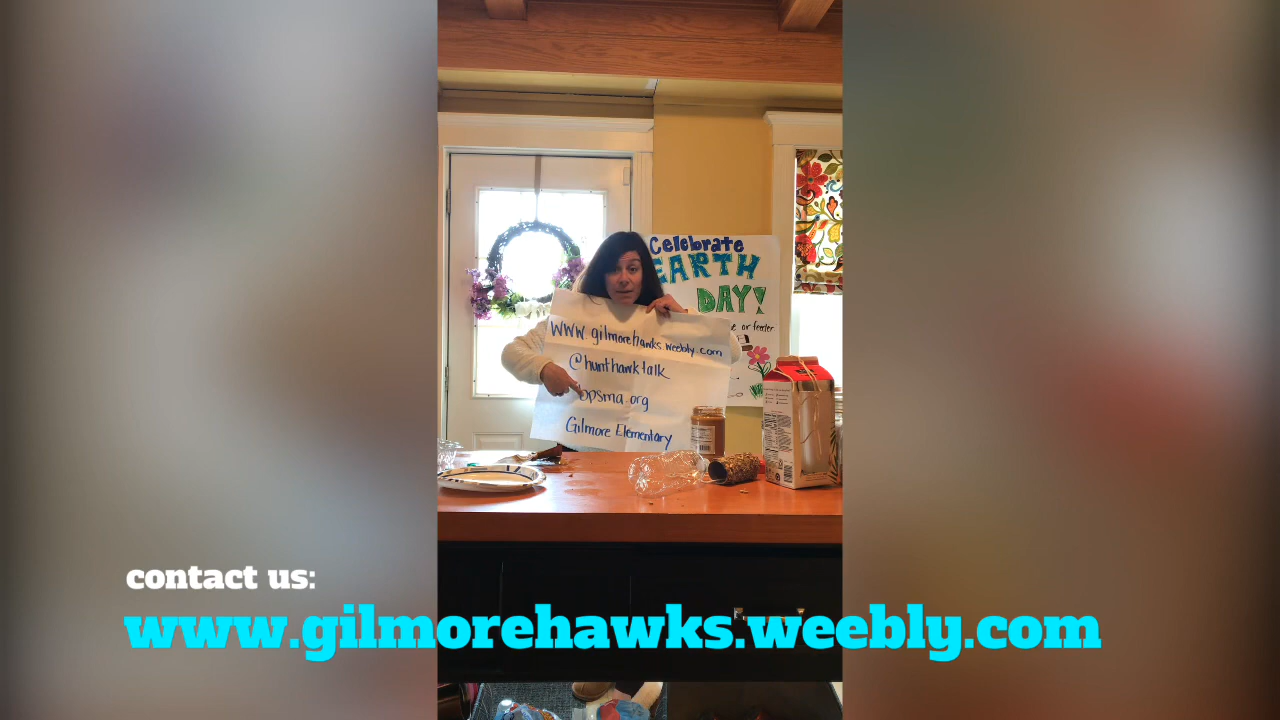 Celebrate
EARTH
DAY!
e or feeder
www.gilmorehawks.weebly.com
@hunthawktalk
bpsma.org
Gilmore Elementary
contact us:
www.gilmorehawks.weebly.com